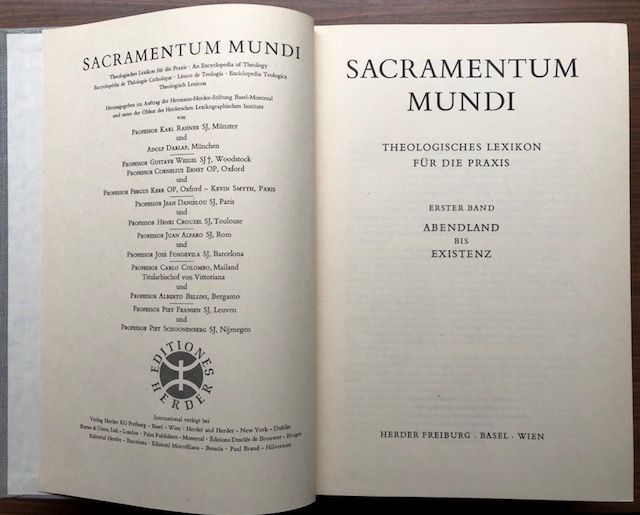 SACRAMENTUM MUNDI
Theologisches Lexikon für die Praxis · An Encyclopedia of Theology
Encyclopédie de Théologie Catholique · Léxico de Teología · Enciclopedia Teologica
Theologisch Lexicon
Herausgegeben im Auftrag der Hermann-Herder-Stiftung Basel-Montreal
und unter der Obhut des Herderschen Lexikographischen Instituts
von
PROFESSOR KARL RAHNER SJ, Münster
und
ADOLF DARLAP, München
PROFESSOR GUSTAVE WEIGEL SJ†, Woodstock
PROFESSOR CORNELIUS ERNST OP, Oxford
und
PROFESSOR FERGUS KERR OP, Oxford – KEVIN SMYTH, PARIS
PROFESSOR JEAN DANIÉLOU SJ, Paris
und
PROFESSOR HENRI CROUZEL SJ, Toulouse
PROFESSOR JUAN ALFARO SJ, Rom
und
PROFESSOR JOSÉ FONDEVILA SJ, Barcelona
PROFESSOR CARLO COLOMBO, Mailand
Titularbischof von Vittoriana
und
PROFESSOR ALBERTO BELLINI, Bergamo
PROFESSOR PIET FRANSEN SJ, Leuven
und
PROFESSOR PIET SCHOONENBERG SJ, Nijmegen
EDITIONES
HERDER
International verlegt bei
Verlag Herder KG Freiburg - Basel - Wien · Herder and Herder - New York - Dublin
Burns & Oates, Ltd. - London · Palm Publishers - Montreal · Éditions Desclée de Brouwer - Bruges
Editorial Herder - Barcelona · Edizioni Morcelliana - Brescia · Paul Brand - Hilversum
SACRAMENTUM
MUNDI
THEOLOGISCHES LEXIKON
FÜR DIE PRAXIS
ERSTER BAND
ABENDLAND
BIS
EXISTENZ
HERDER FREIBURG · BASEL · WIEN